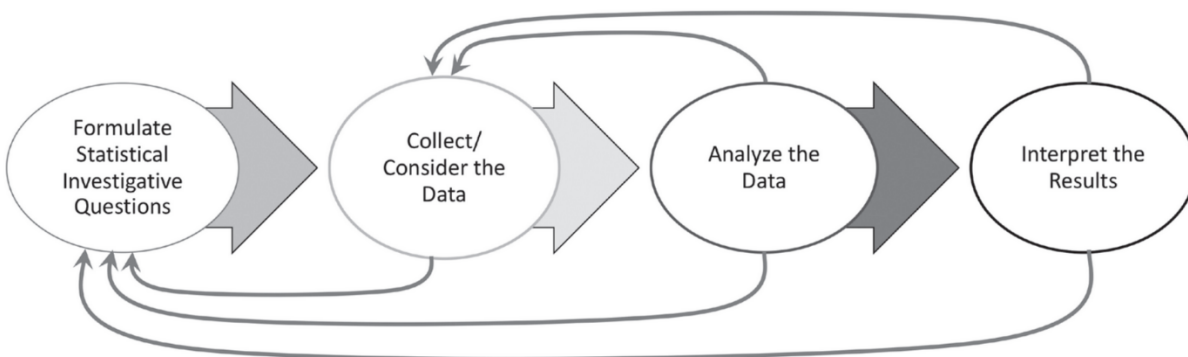 Formulate
Statistical
Investigative
Questions
Collect/
Consider the
Data
Analyze the
Data
Interpret the
Results